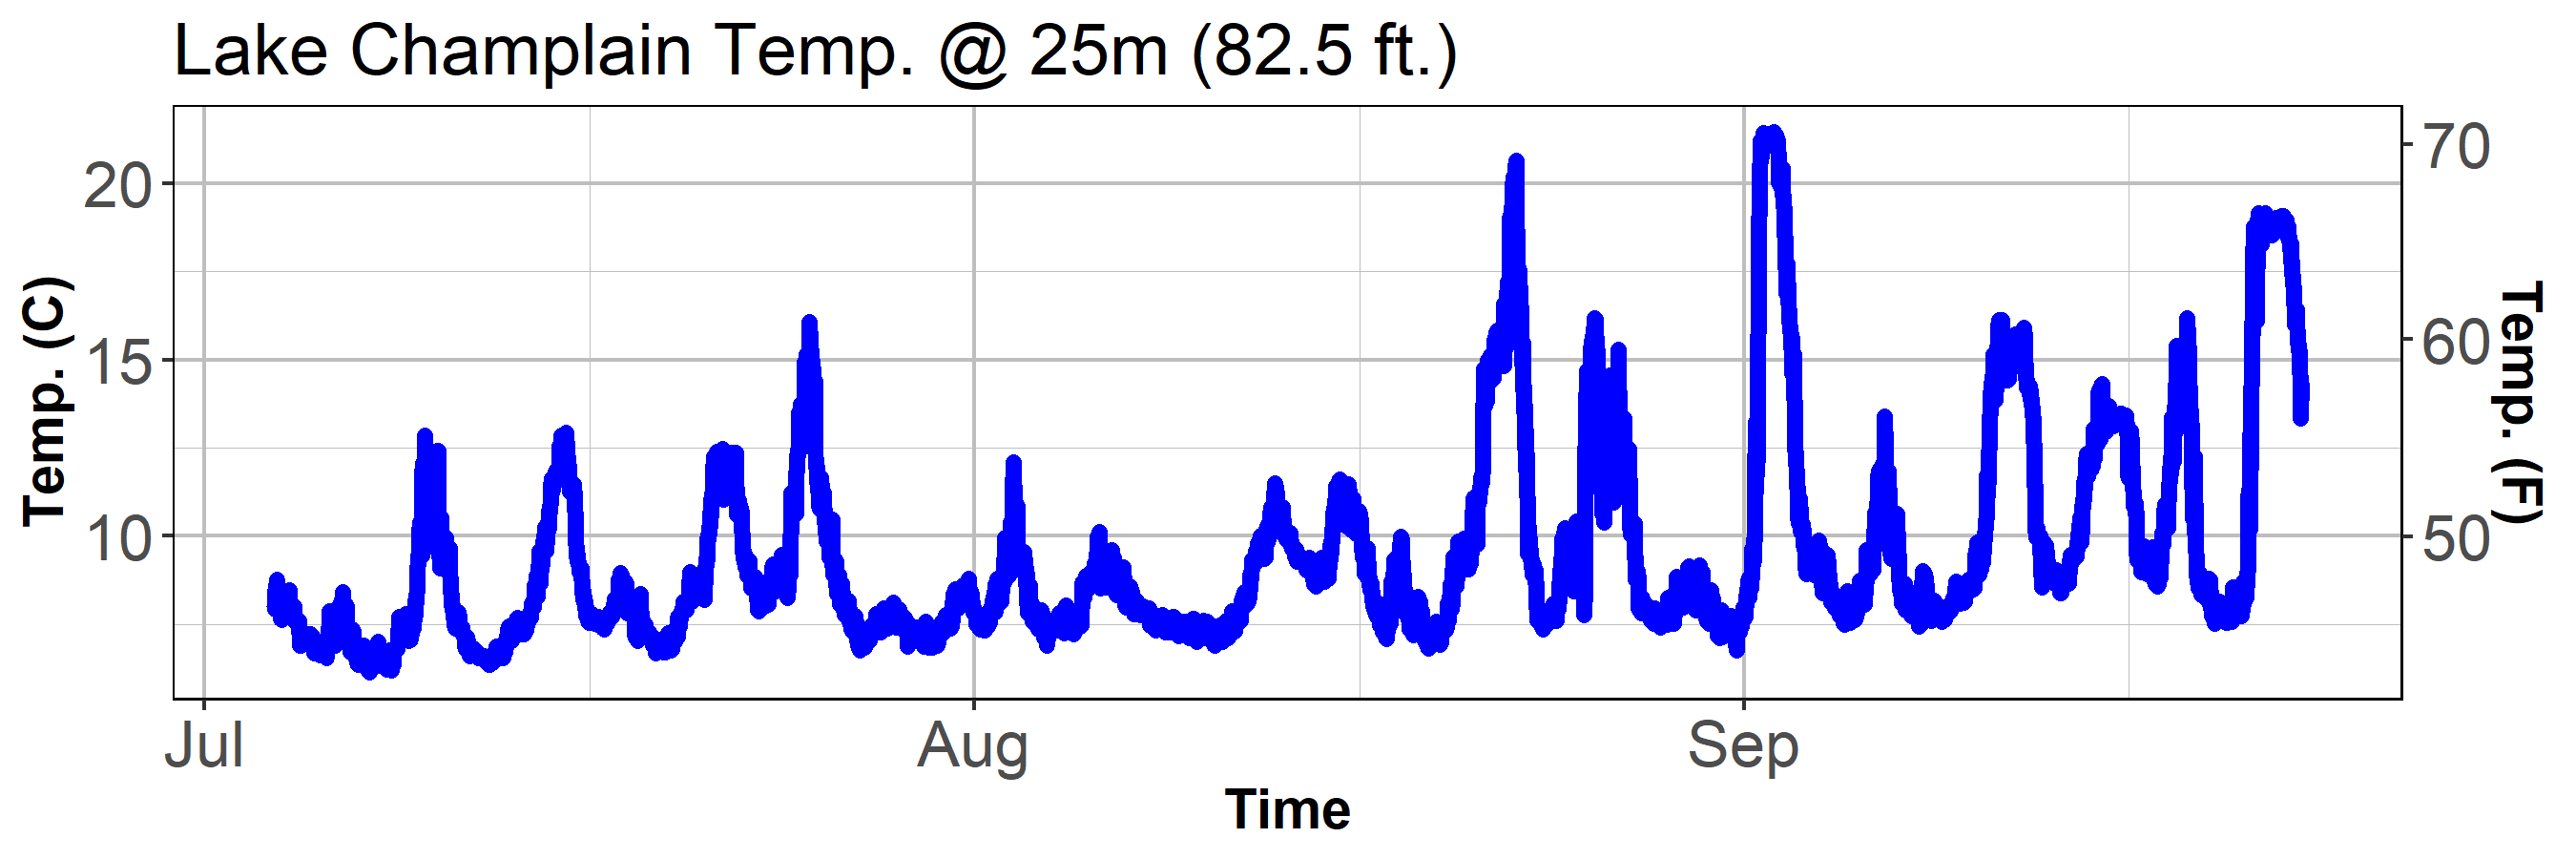 Lake Champlain Temp. @ 25m (82.5 ft.)
Temp. (C)
20
15
10
70
60
50
Temp. (F)
Jul
Aug
Sep
Time